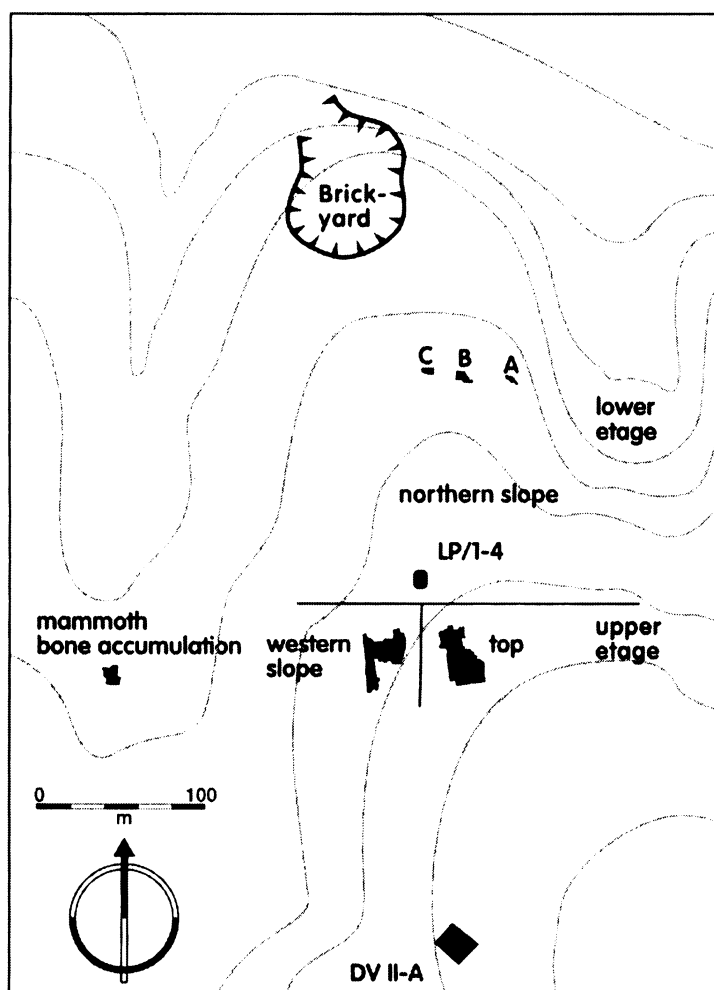 Brick-
yard
C B A
lower
etage
northern slope
LP/1-4
mammoth
bone accumulation
western
slope
top
upper
etage
0 100
m
DV II-A